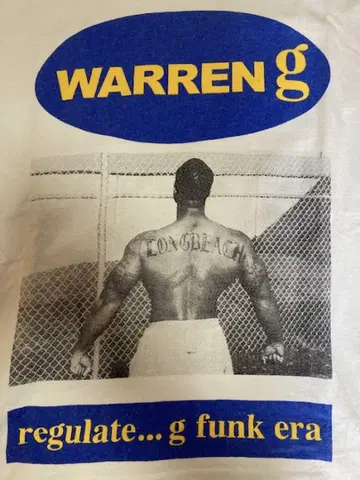 WARREN g
LONGBEACH
regulate... g funk era